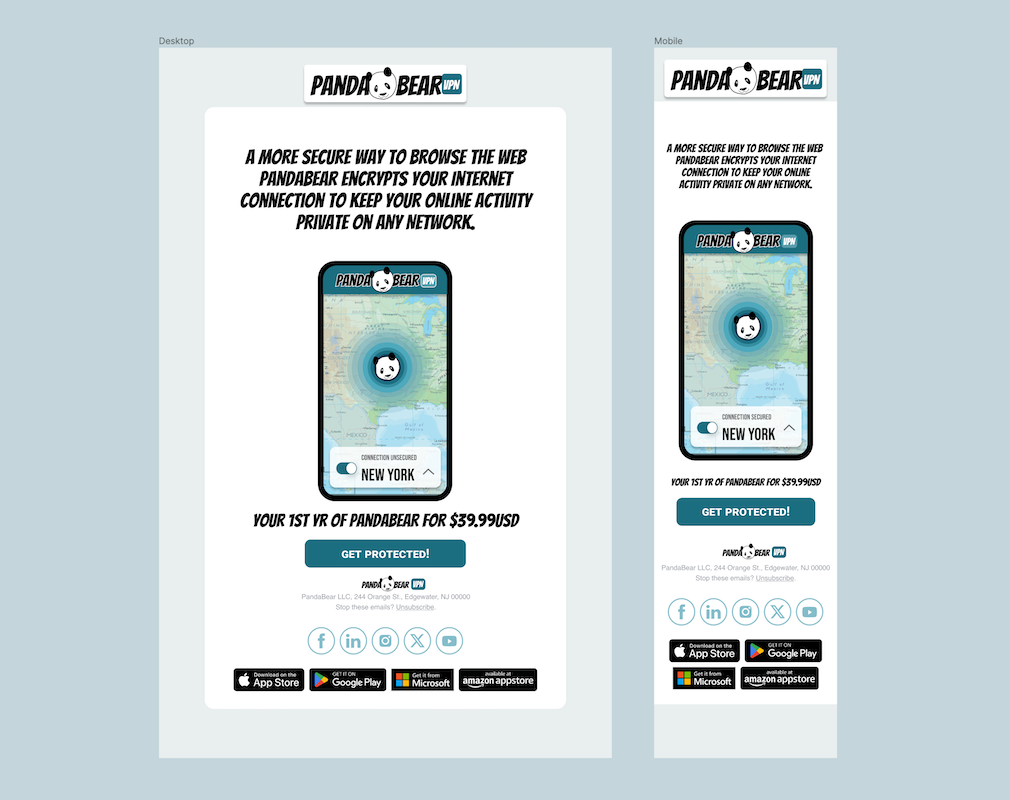 Desktop
PANDA BEAR VPN
A MORE SECURE WAY TO BROWSE THE WEB
PANDABEAR ENCRYPTS YOUR INTERNET
CONNECTION TO KEEP YOUR ONLINE ACTIVITY
PRIVATE ON ANY NETWORK.
PANDA BEAR VPN
MEXICO
Gulf of
Mexico
CONNECTION UNSECURED
NEW YORK
YOUR 1ST YR OF PANDABEAR FOR $39.99USD
GET PROTECTED!
PANDA BEAR VPN
PandaBear LLC, 244 Orange St., Edgewater, NJ 00000
Stop these emails? Unsubscribe.
Download on the
App Store
GET IT ON
Google Play
Get it from
Microsoft
available at
amazon appstore
Mobile
PANDA BEAR VPN
A MORE SECURE WAY TO BROWSE THE WEB
PANDABEAR ENCRYPTS YOUR INTERNET
CONNECTION TO KEEP YOUR ONLINE
ACTIVITY PRIVATE ON ANY NETWORK.
PANDA BEAR VPN
MEXICO
Gulf of
Mexico
CONNECTION SECURED
NEW YORK
YOUR 1ST YR OF PANDABEAR FOR $39.99USD
GET PROTECTED!
PANDA BEAR VPN
PandaBear LLC, 244 Orange St., Edgewater, NJ 00000
Stop these emails? Unsubscribe.
Download on the
App Store
GET IT ON
Google Play
Get it from
Microsoft
available at
amazon appstore